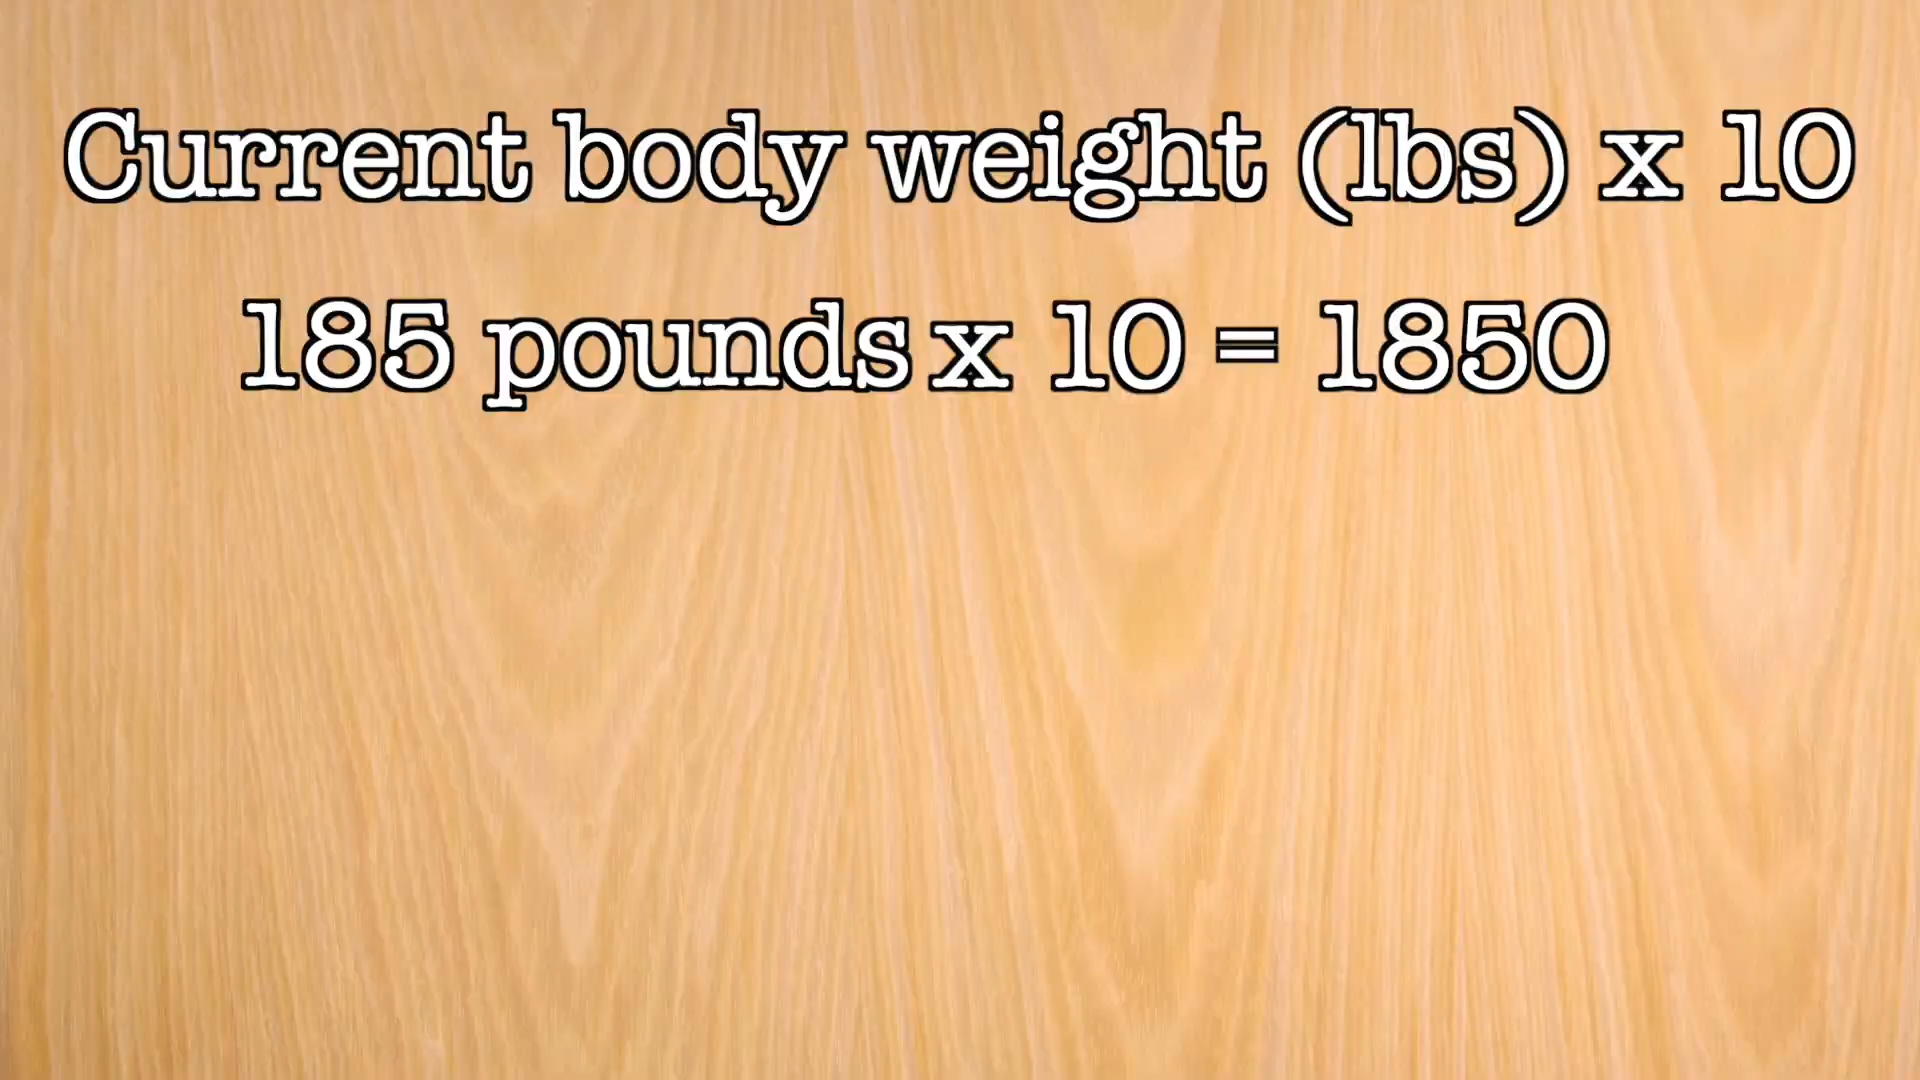 Current body weight (lbs) x 10
185 pounds x 10 = 1850